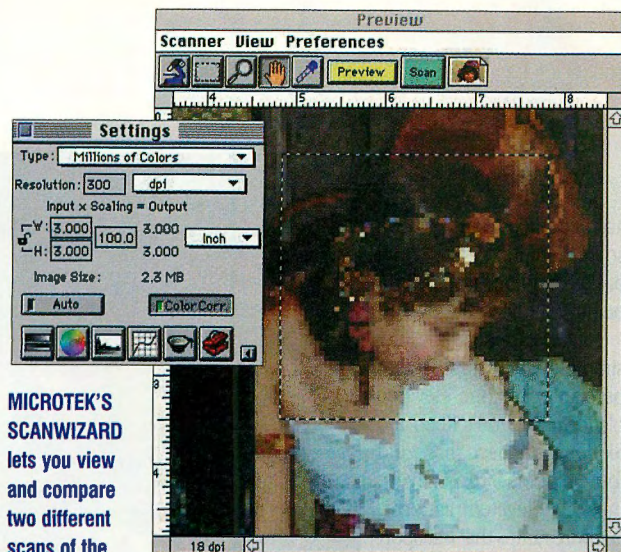 Preview
Scanner View Preferences
Preview Scan
4 5 6 7 8
Settings
Type: Millions of Colors
Resolution: 300 dpi
Input x Scaling = Output
W: 3.000 100.0 3.000 Inch
H: 3.000 3.000
Image Size: 2.3 MB
Auto ColorCorr.
3
4
18 dpi
MICROTEK'S
SCANWIZARD
lets you view
and compare
two different
scans of the